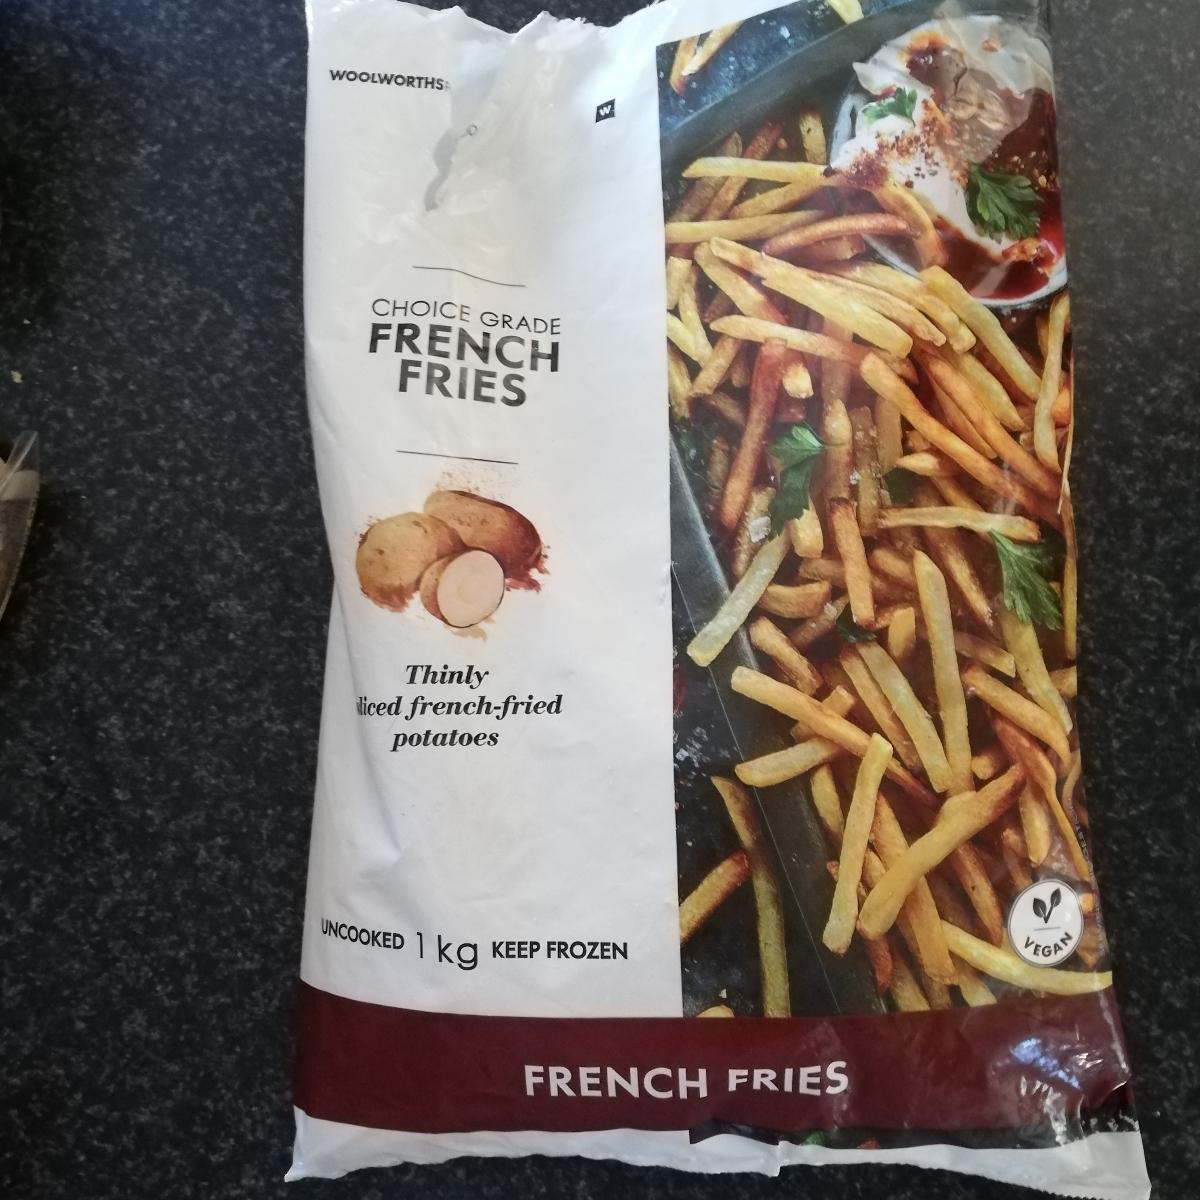 WOOLWORTHS
W
CHOICE GRADE
FRENCH
FRIES
Thinly
sliced french-fried
potatoes
UNCOOKED 1 kg KEEP FROZEN
VEGAN
FRENCH FRIES